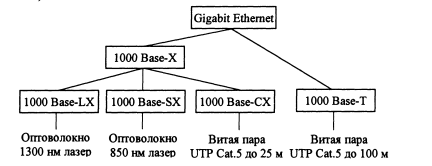 Gigabit Ethernet
1000 Base-X
1000 Base-LX 1000 Base-SX 1000 Base-CX 1000 Base-T
Оптоволокно Оптоволокно Витая пара Витая пара
1300 нм лазер 850 нм лазер UTP Cat.5 до 25 м UTP Cat.5 до 100 м